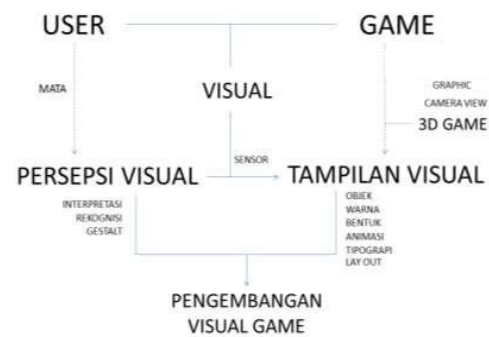 USER
GAME
MATA
VISUAL
GRAPHIC
CAMERA VIEW
3D GAME
SENSOR
PERSEPSI VISUAL
TAMPILAN VISUAL
INTERPRETASI
REKOGNISI
GESTALT
OBJEK
WARNA
BENTUK
ANIMASI
TIPOGRAPI
LAY OUT
PENGEMBANGAN
VISUAL GAME